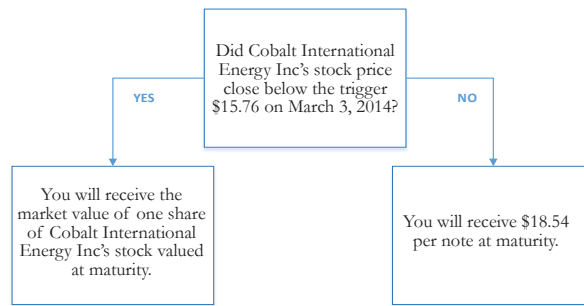 Did Cobalt International
Energy Inc's stock price
close below the trigger
$15.76 on March 3, 2014?
YES
NO
You will receive the
market value of one share
of Cobalt International
Energy Inc's stock valued
at maturity.
You will receive $18.54
per note at maturity.